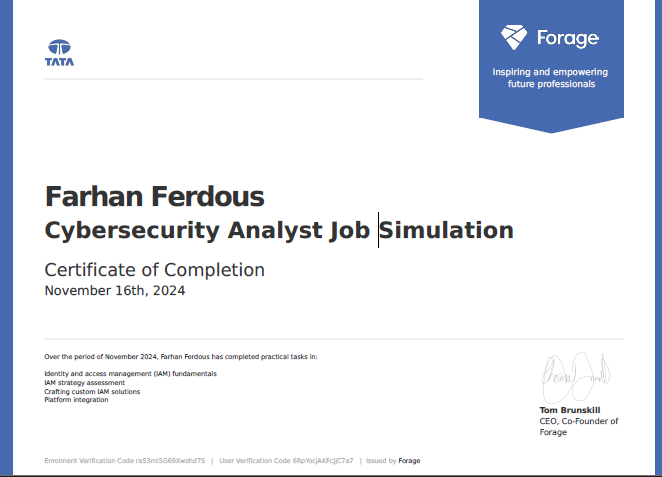 TATA
Forage
Inspiring and empowering
future professionals
Farhan Ferdous
Cybersecurity Analyst Job Simulation
Certificate of Completion
November 16th, 2024
Over the period of November 2024, Farhan Ferdous has completed practical tasks in:
Identity and access management (IAM) fundamentals
IAM strategy assessment
Crafting custom IAM solutions
Platform integration
Tom Brunskill
CEO, Co-Founder of
Forage
Enrolment Verification Code raS3mi5G69Xwzhd7S | User Verification Code 6RpYocjAKFcJJC7a7 | Issued by Forage